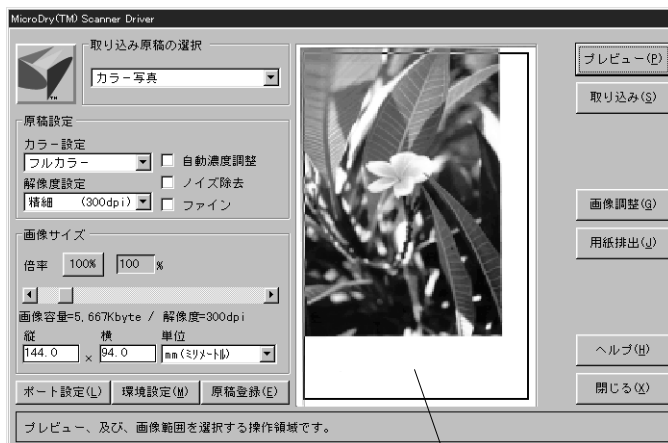 MicroDry(TM) Scanner Driver
取り込み原稿の選択
カラー写真
TM
プレビュー(P)
取り込み(S)
画像調整(G)
用紙排出(J)
ヘルプ(H)
閉じる(X)
原稿設定
カラー設定
フルカラー
自動濃度調整
解像度設定
ノイズ除去
精細 (300dpi)
ファイン
画像サイズ
倍率 100% 100 %
画像容量=5,667Kbyte / 解像度=300dpi
縦 横 単位
144.0 × 94.0 mm(ミリメートル)
ポート設定(L) 環境設定(M) 原稿登録(E)
プレビュー、及び、画像範囲を選択する操作領域です。